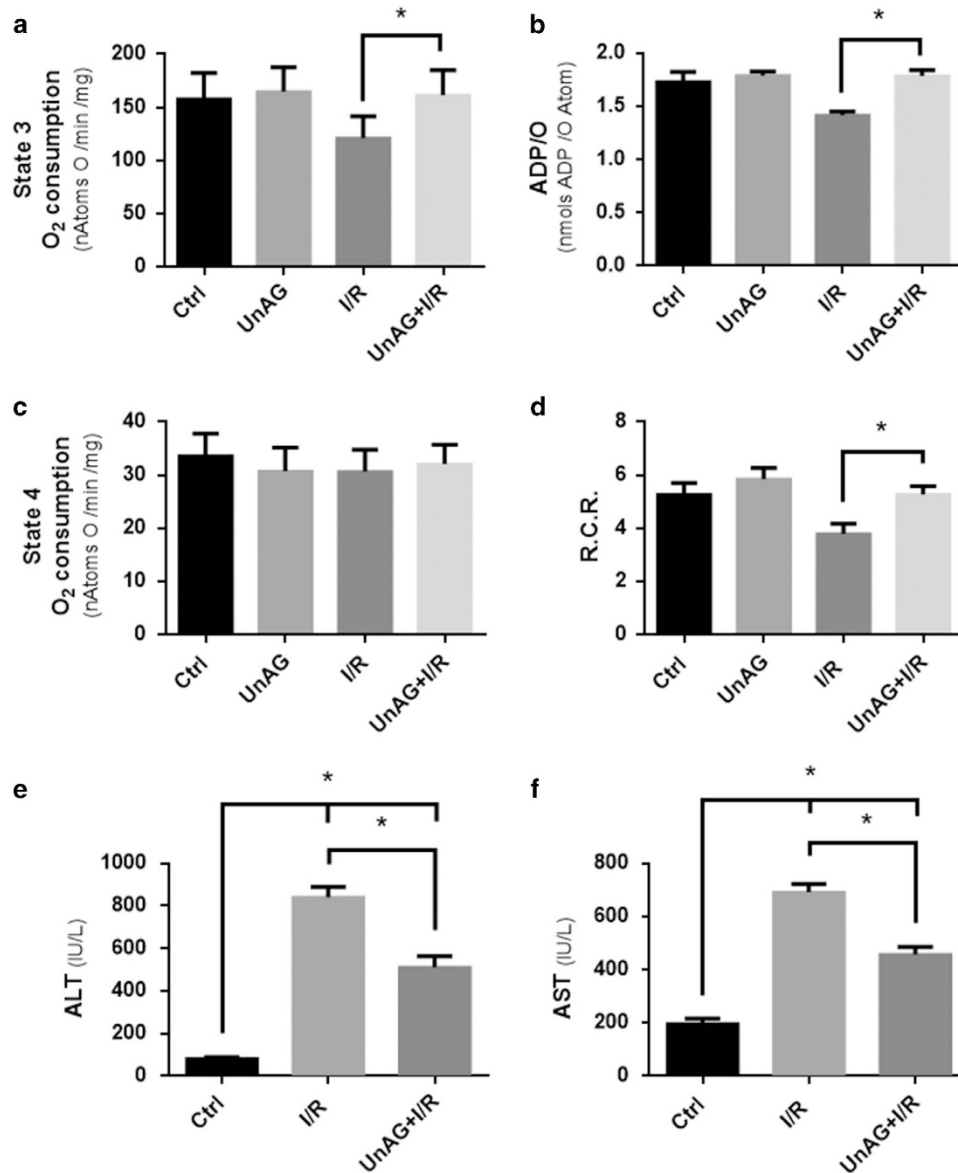 a
*
State 3
O2 consumption
(nAtoms O /min /mg)
200
150
100
50
0
Ctrl
UnAG
I/R
UnAG+I/R
b
*
ADP/O
(nmols ADP /O Atom)
2.0
1.5
1.0
0.5
0.0
Ctrl
UnAG
I/R
UnAG+I/R
c
State 4
O2 consumption
(nAtoms O /min /mg)
40
30
20
10
0
Ctrl
UnAG
I/R
UnAG+I/R
d
*
R.C.R.
8
6
4
2
0
Ctrl
UnAG
I/R
UnAG+I/R
e
*
*
ALT (IU/L)
1000
800
600
400
200
0
Ctrl
I/R
UnAG+I/R
f
*
*
AST (IU/L)
800
600
400
200
0
Ctrl
I/R
UnAG+I/R